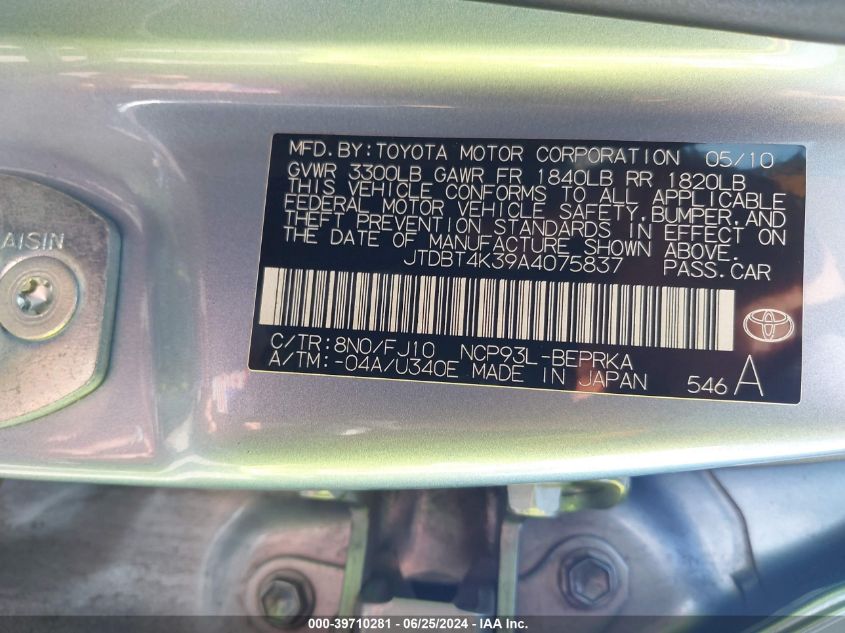 AISIN
MFD.BY:TOYOTA MOTOR CORPORATION 05/10
GVWR 3300LB GAWR FR 1840LB RR 1820LB
THIS VEHICLE CONFORMS TO ALL APPLICABLE
FEDERAL MOTOR VEHICLE SAFETY,BUMPER,AND
THEFT PREVENTION STANDARDS IN EFFECT ON
THE DATE OF MANUFACTURE SHOWN ABOVE.
JTDBT4K39A4075837 PASS.CAR
C/TR:8N0/FJ10 NCP93L-BEPRKA
A/TM:-04A/U340E MADE IN JAPAN 546 A
000-39710281 - 06/25/2024 - IAA Inc.